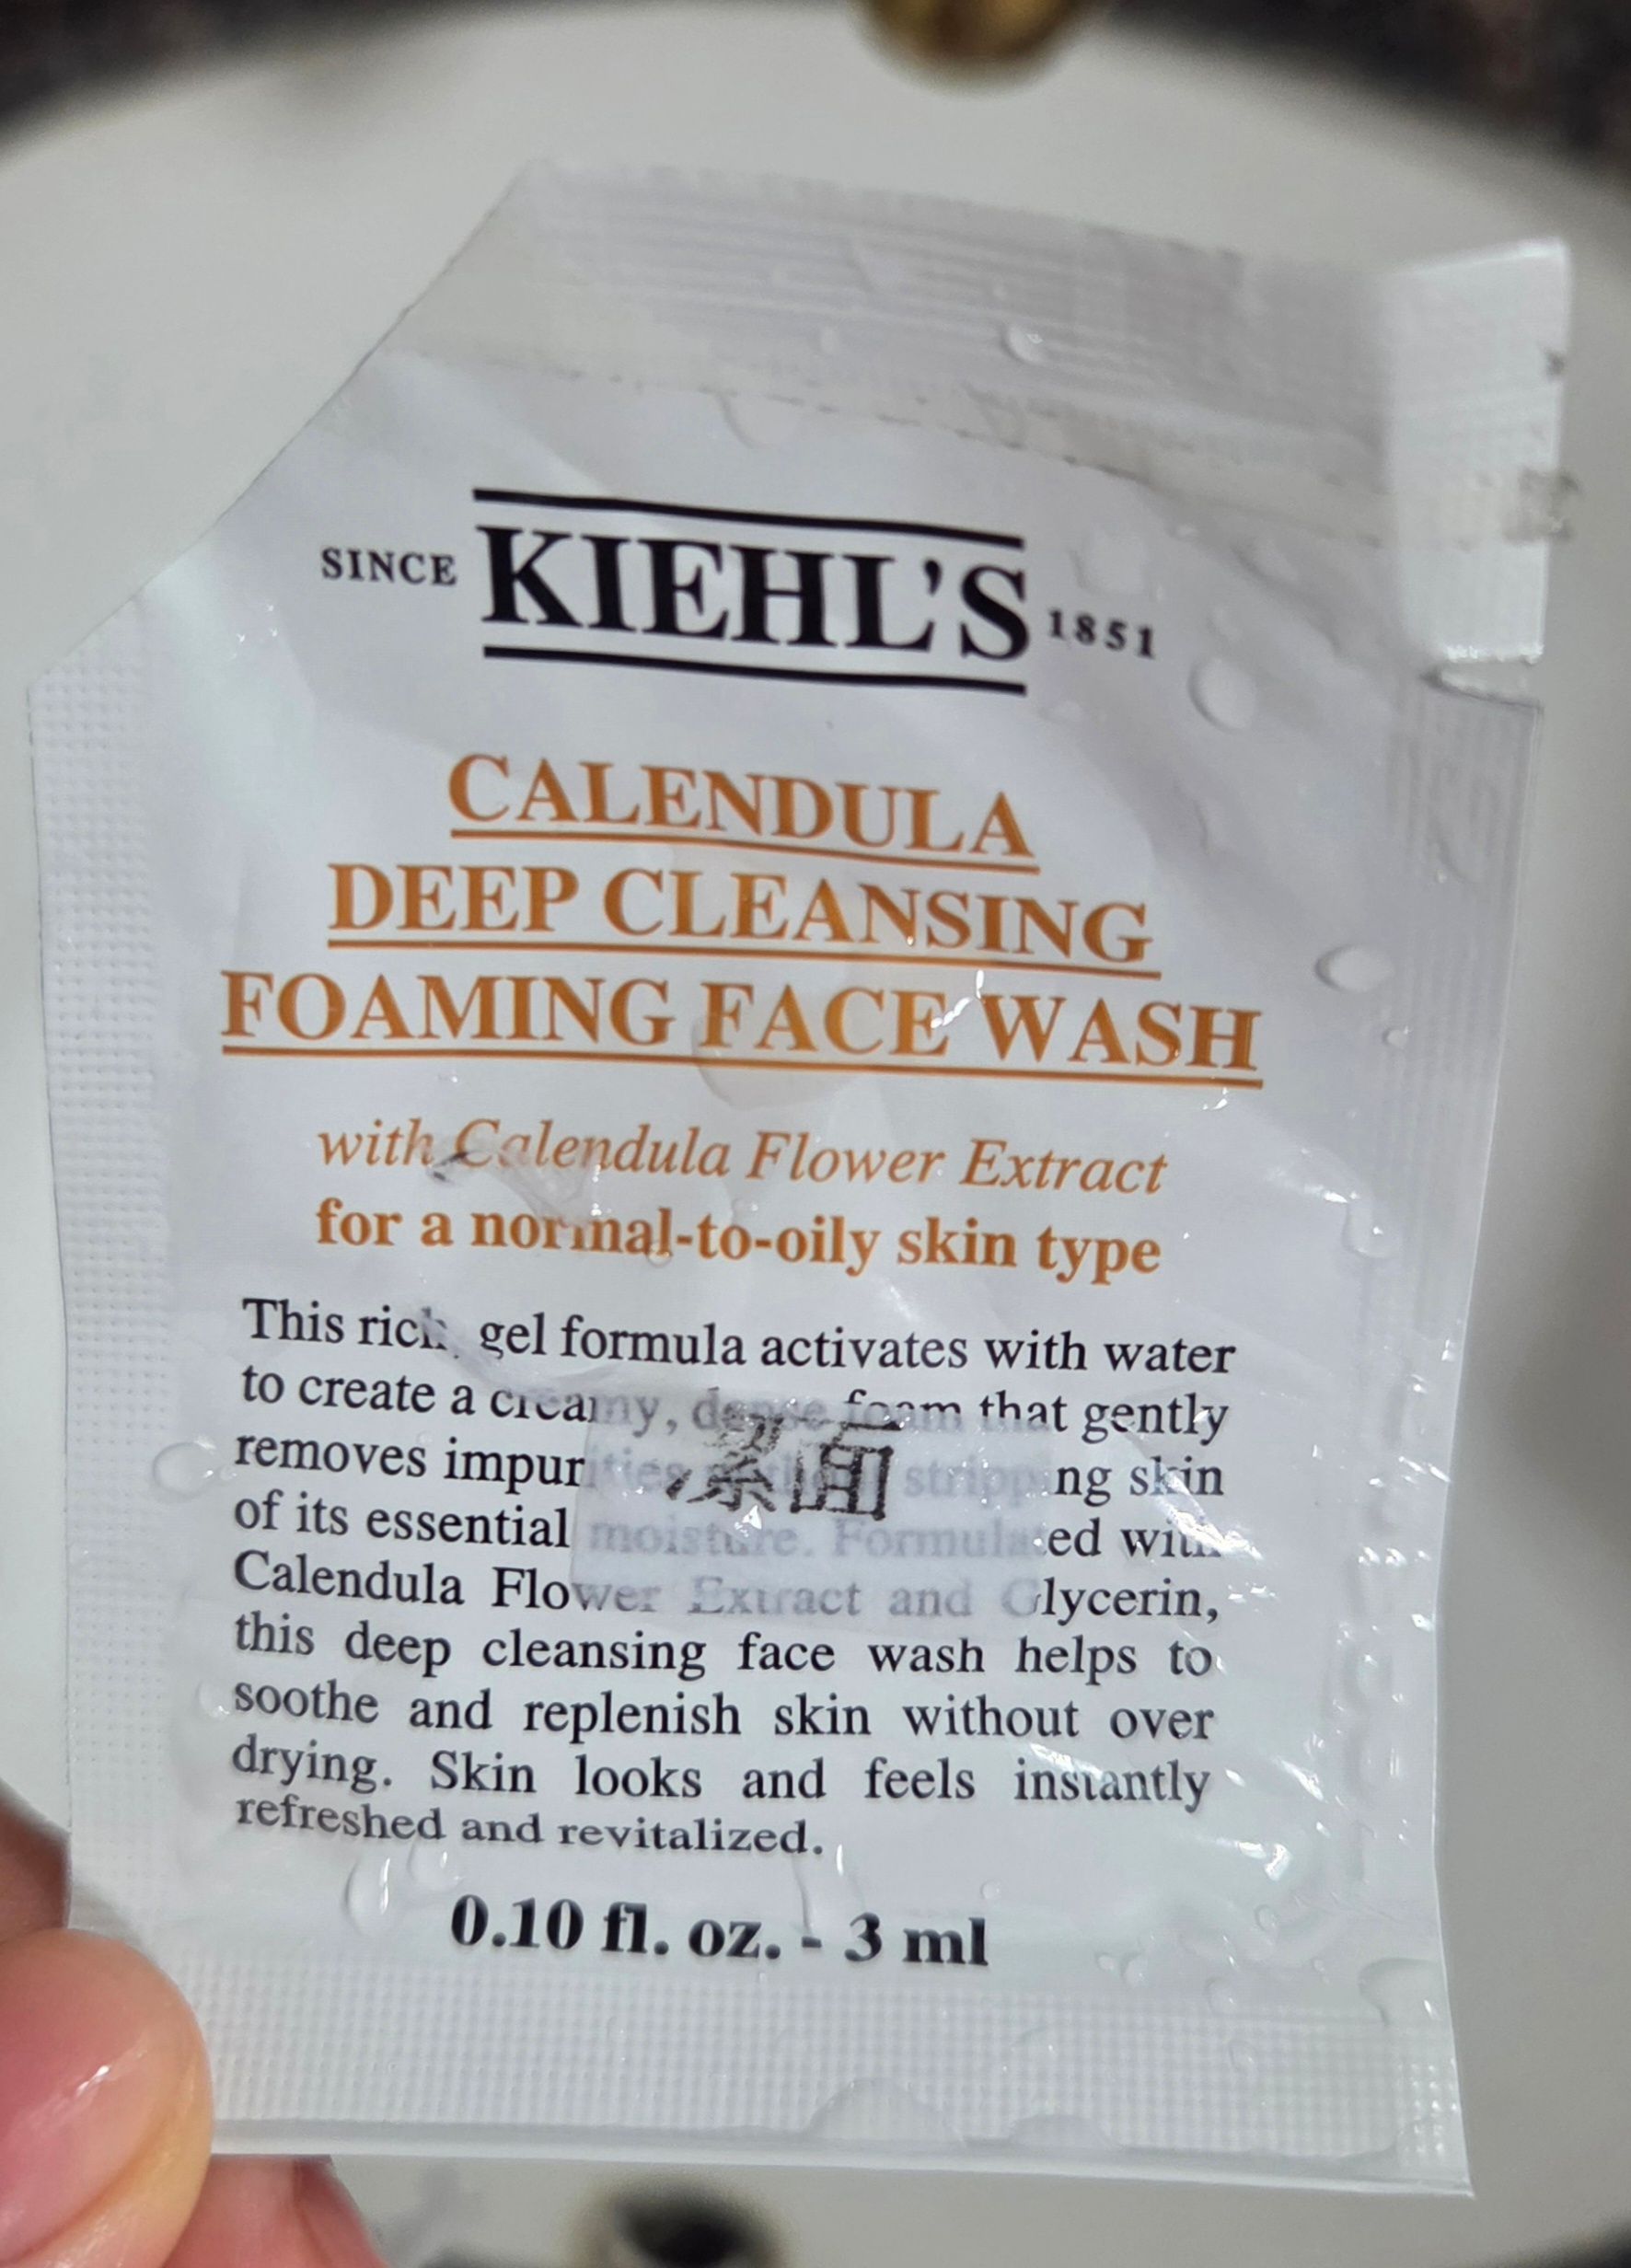 SINCE KIEHL'S 1851
CALENDULA
DEEP CLEANSING
FOAMING FACE WASH
with Calendula Flower Extract
for a normal-to-oily skin type
This rich gel formula activates with water
to create a creamy, dense foam that gently
removes impurities without stripping skin
of its essential moisture. Formulated with
Calendula Flower Extract and Glycerin,
this deep cleansing face wash helps to
soothe and replenish skin without over
drying. Skin looks and feels instantly
refreshed and revitalized.
洁面
0.10 fl. oz. - 3 ml